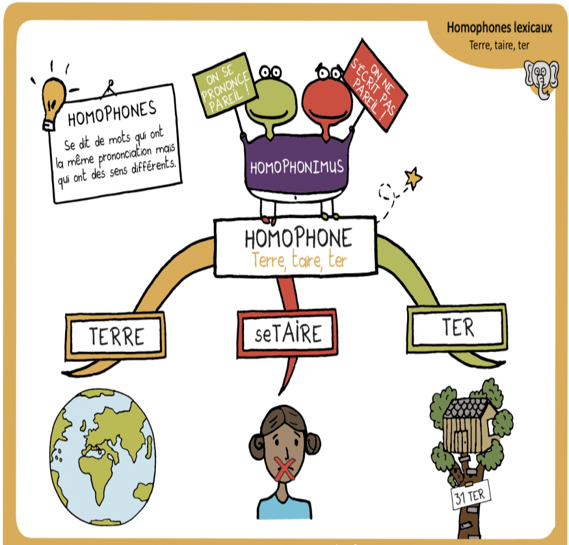 Homophones lexicaux
Terre, taire, ter
HOMOPHONES
Se dit de mots qui ont
la même prononciation mais
qui ont des sens différents.
ON SE
PRONONCE
PAREIL !
ON NE
S'ÉCRIT PAS
PAREIL !
HOMOPHONIMUS
HOMOPHONE
Terre, taire, ter
TERRE
seTAIRE
TER
31 TER